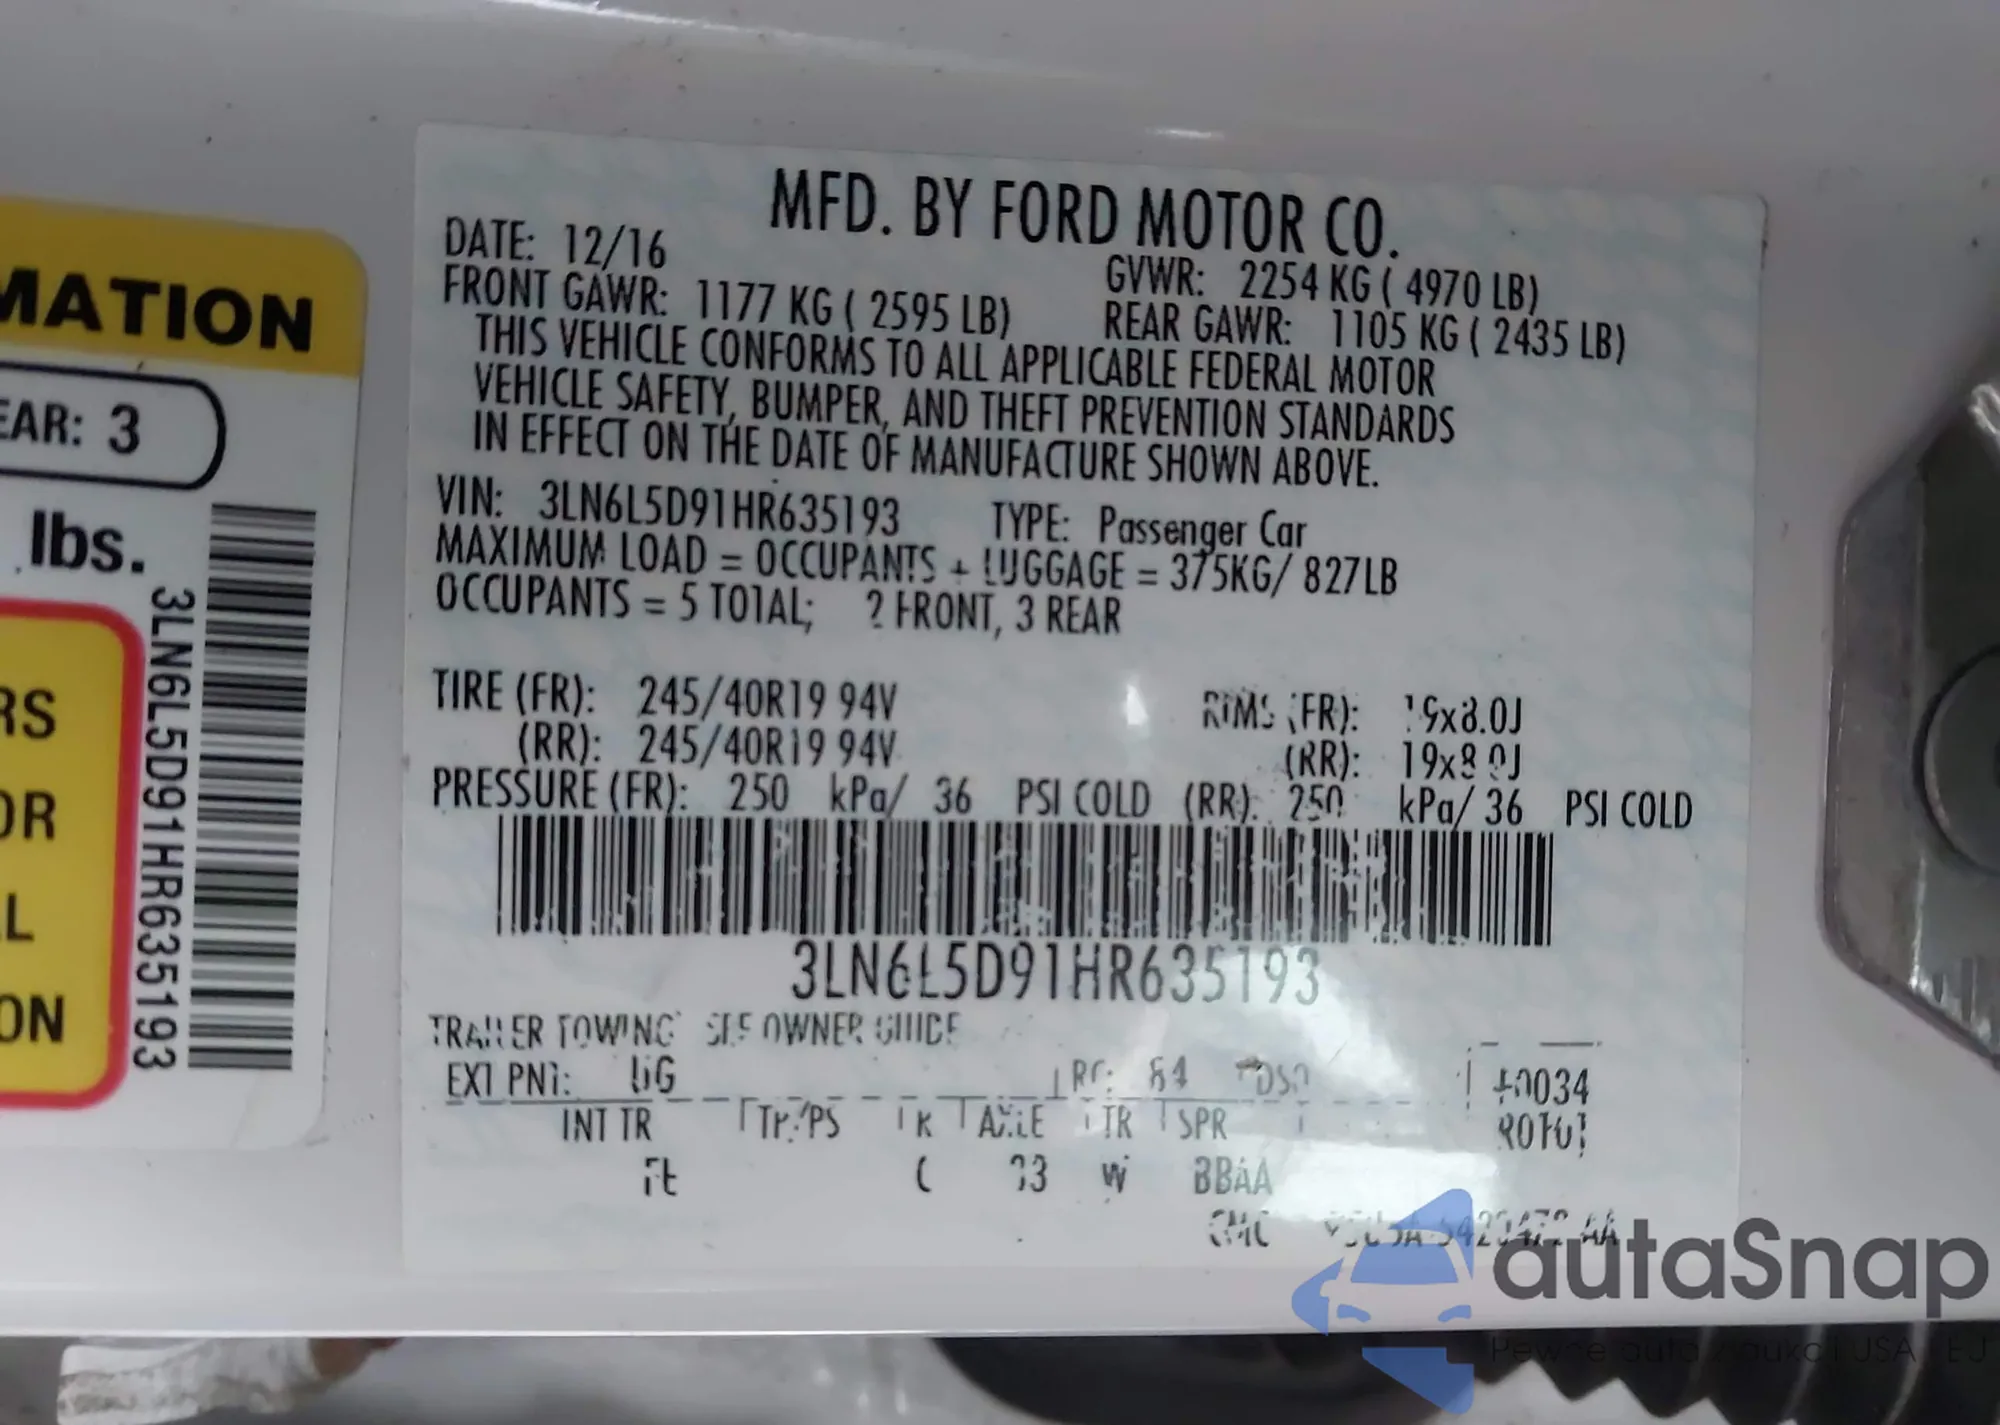 MATION
EAR: 3
lbs.
3LN6L5D91HR635193
RS
OR
L
ON
MFD. BY FORD MOTOR CO.
DATE: 12/16
GVWR: 2254 KG ( 4970 LB)
FRONT GAWR: 1177 KG ( 2595 LB) REAR GAWR: 1105 KG ( 2435 LB)
THIS VEHICLE CONFORMS TO ALL APPLICABLE FEDERAL MOTOR
VEHICLE SAFETY, BUMPER, AND THEFT PREVENTION STANDARDS
IN EFFECT ON THE DATE OF MANUFACTURE SHOWN ABOVE.
VIN: 3LN6L5D91HR635193 TYPE: Passenger Car
MAXIMUM LOAD = OCCUPANTS + LUGGAGE = 375KG/ 827LB
OCCUPANTS = 5 TOTAL; 2 FRONT, 3 REAR
TIRE (FR): 245/40R19 94V RIMS (FR): 19x8.0J
(RR): 245/40R19 94V (RR): 19x8.0J
PRESSURE (FR): 250 kPa/ 36 PSI COLD (RR): 250 kPa/ 36 PSI COLD
3LN6L5D91HR635193
TRAILER TOWING SEE OWNER GUIDE
EXT PNT: UG RC: 64 DSO
INT TR TP/PS R AXLE TR SPR
W BBAA
autaSnap